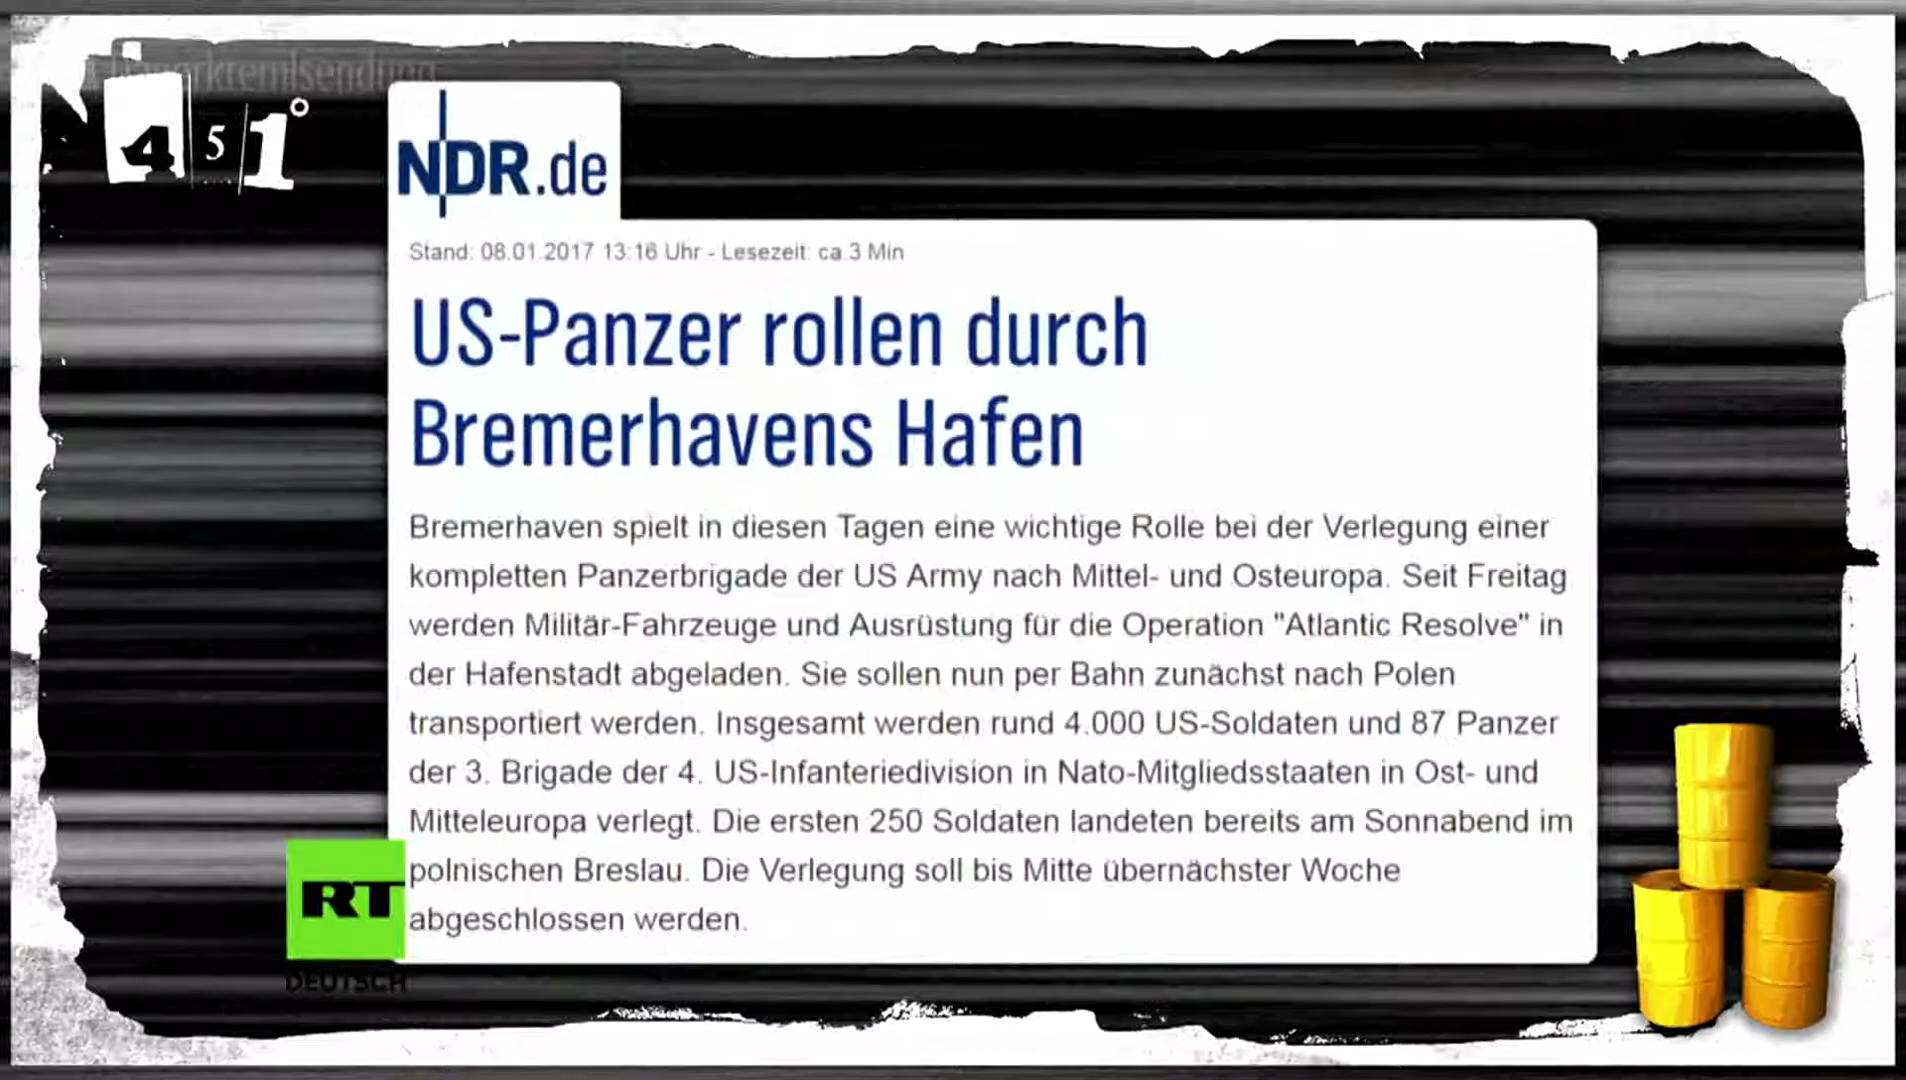 451°
NDR.de
Stand: 08.01.2017 13:16 Uhr - Lesezeit: ca.3 Min
US-Panzer rollen durch
Bremerhavens Hafen
Bremerhaven spielt in diesen Tagen eine wichtige Rolle bei der Verlegung einer
kompletten Panzerbrigade der US Army nach Mittel- und Osteuropa. Seit Freitag
werden Militär-Fahrzeuge und Ausrüstung für die Operation "Atlantic Resolve" in
der Hafenstadt abgeladen. Sie sollen nun per Bahn zunächst nach Polen
transportiert werden. Insgesamt werden rund 4.000 US-Soldaten und 87 Panzer
der 3. Brigade der 4. US-Infanteriedivision in Nato-Mitgliedsstaaten in Ost- und
Mitteleuropa verlegt. Die ersten 250 Soldaten landeten bereits am Sonnabend im
polnischen Breslau. Die Verlegung soll bis Mitte übernächster Woche
abgeschlossen werden.
RT
DEUTSCH